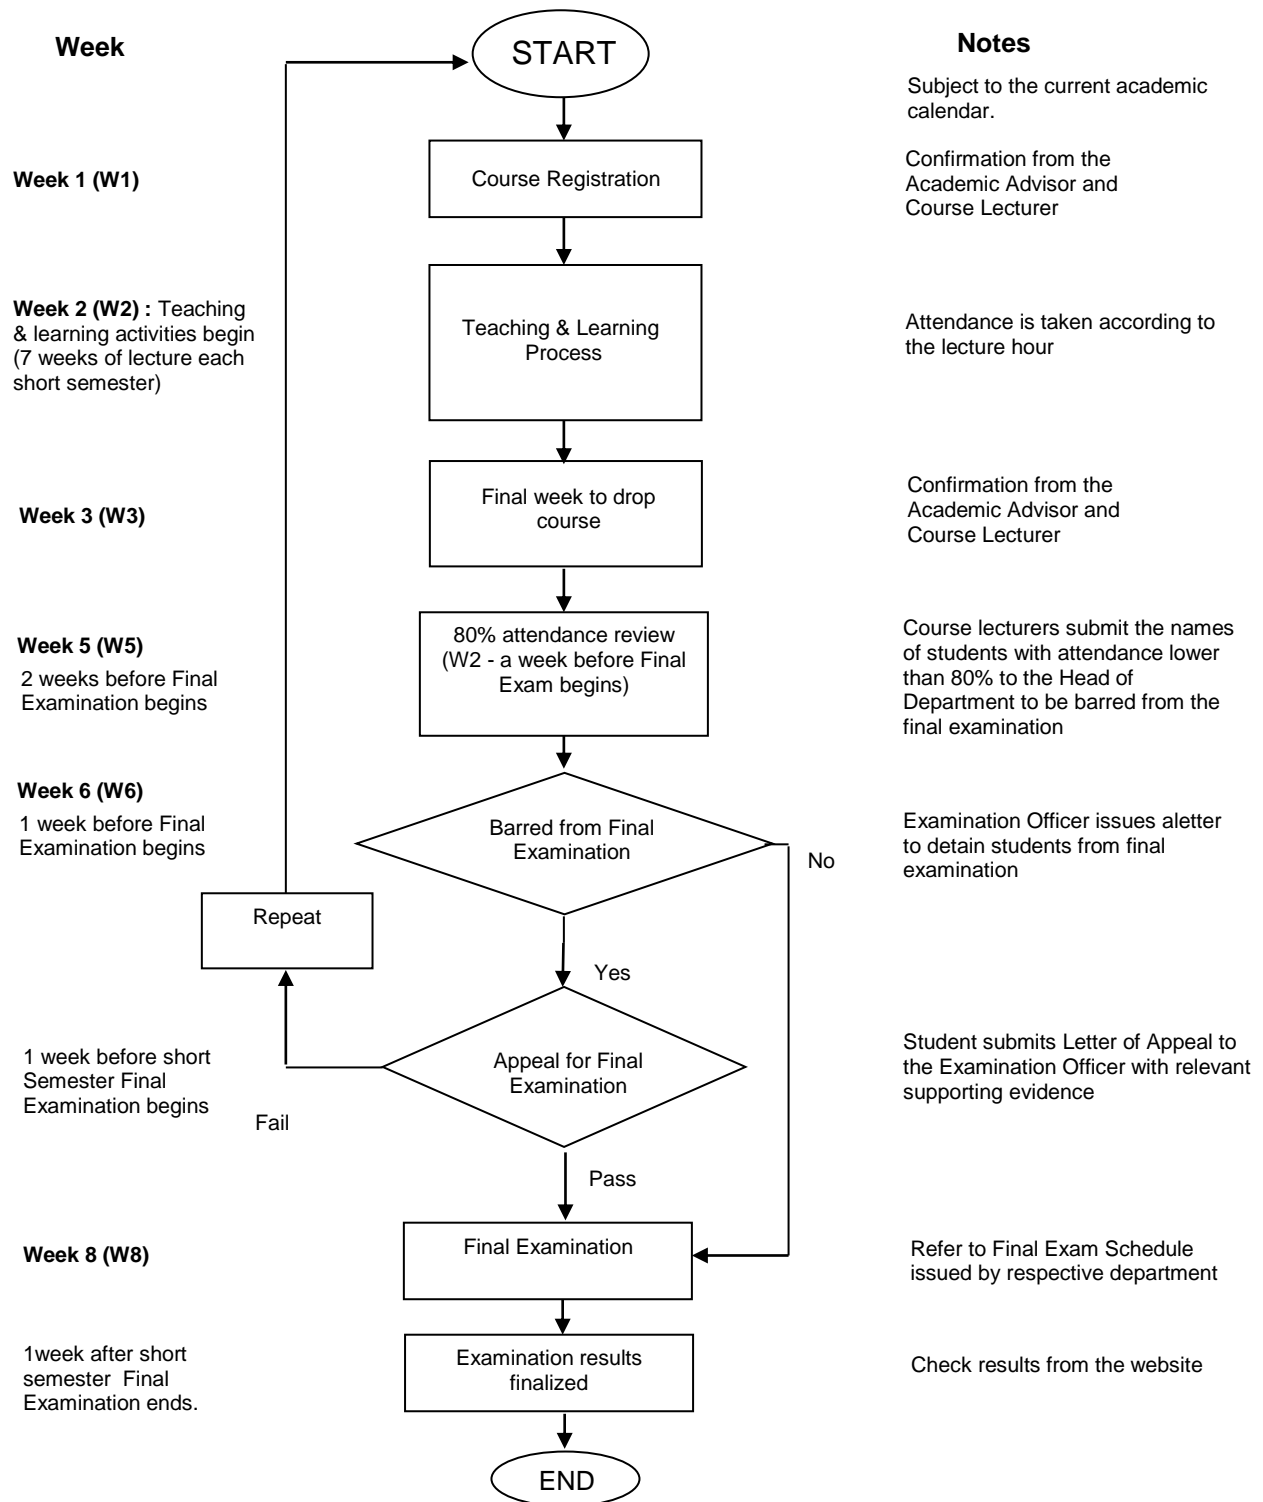 Week
START
Notes
Subject to the current academic
calendar.
Week 1 (W1)
Course Registration
Confirmation from the
Academic Advisor and
Course Lecturer
Week 2 (W2) : Teaching
& learning activities begin
(7 weeks of lecture each
short semester)
Teaching & Learning
Process
Attendance is taken according to
the lecture hour
Week 3 (W3)
Final week to drop
course
Confirmation from the
Academic Advisor and
Course Lecturer
Week 5 (W5)
2 weeks before Final
Examination begins
80% attendance review
(W2 - a week before Final
Exam begins)
Course lecturers submit the names
of students with attendance lower
than 80% to the Head of
Department to be barred from the
final examination
Week 6 (W6)
1 week before Final
Examination begins
Barred from Final
Examination
No
Examination Officer issues aletter
to detain students from final
examination
Repeat
Yes
1 week before short
Semester Final
Examination begins
Appeal for Final
Examination
Student submits Letter of Appeal to
the Examination Officer with relevant
supporting evidence
Fail
Pass
Week 8 (W8)
Final Examination
Refer to Final Exam Schedule
issued by respective department
1week after short
semester Final
Examination ends.
Examination results
finalized
Check results from the website
END